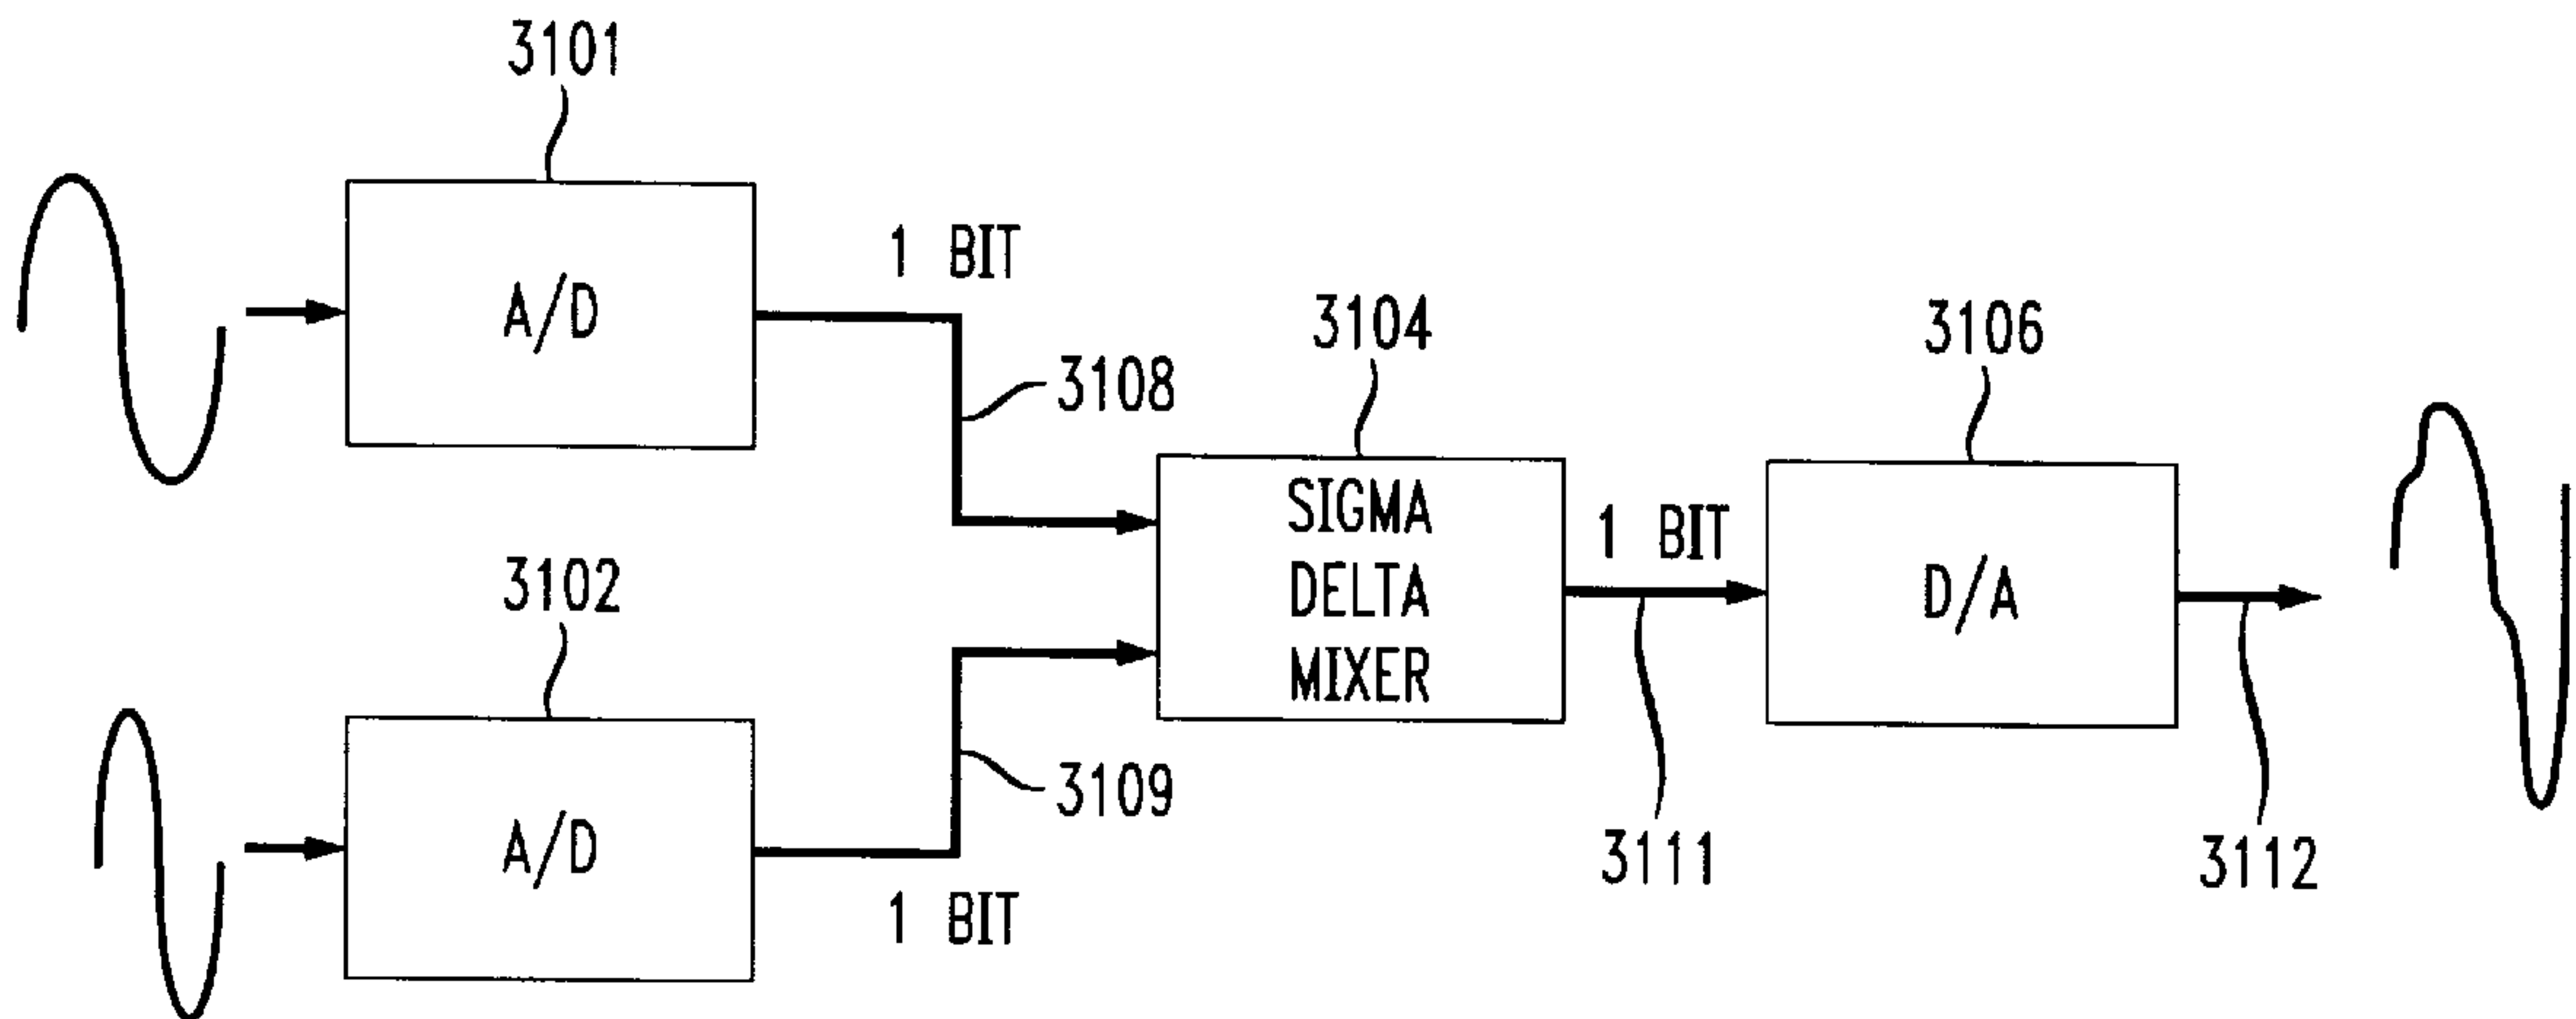 3101
A/D
1 BIT
3108
3102
A/D
1 BIT
3109
3104
SIGMA
DELTA
MIXER
1 BIT
3111
3106
D/A
3112